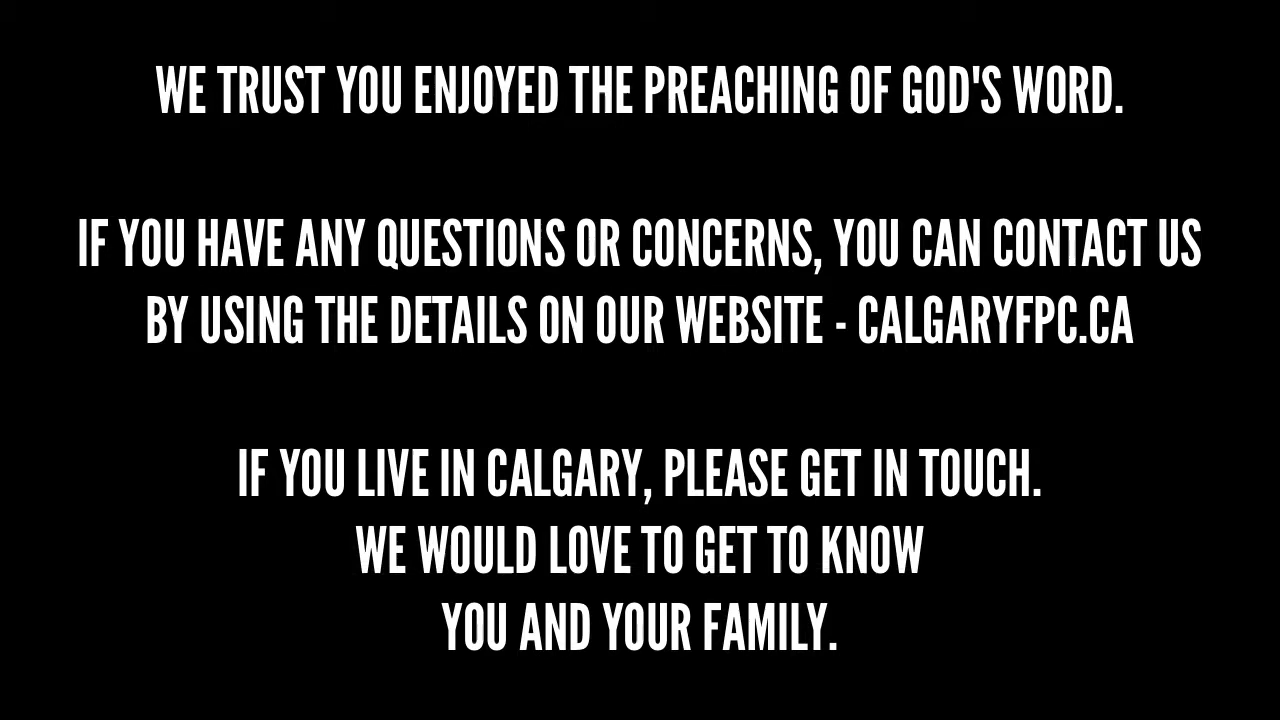 WE TRUST YOU ENJOYED THE PREACHING OF GOD'S WORD.
IF YOU HAVE ANY QUESTIONS OR CONCERNS, YOU CAN CONTACT US
BY USING THE DETAILS ON OUR WEBSITE - CALGARYFPC.CA
IF YOU LIVE IN CALGARY, PLEASE GET IN TOUCH.
WE WOULD LOVE TO GET TO KNOW
YOU AND YOUR FAMILY.